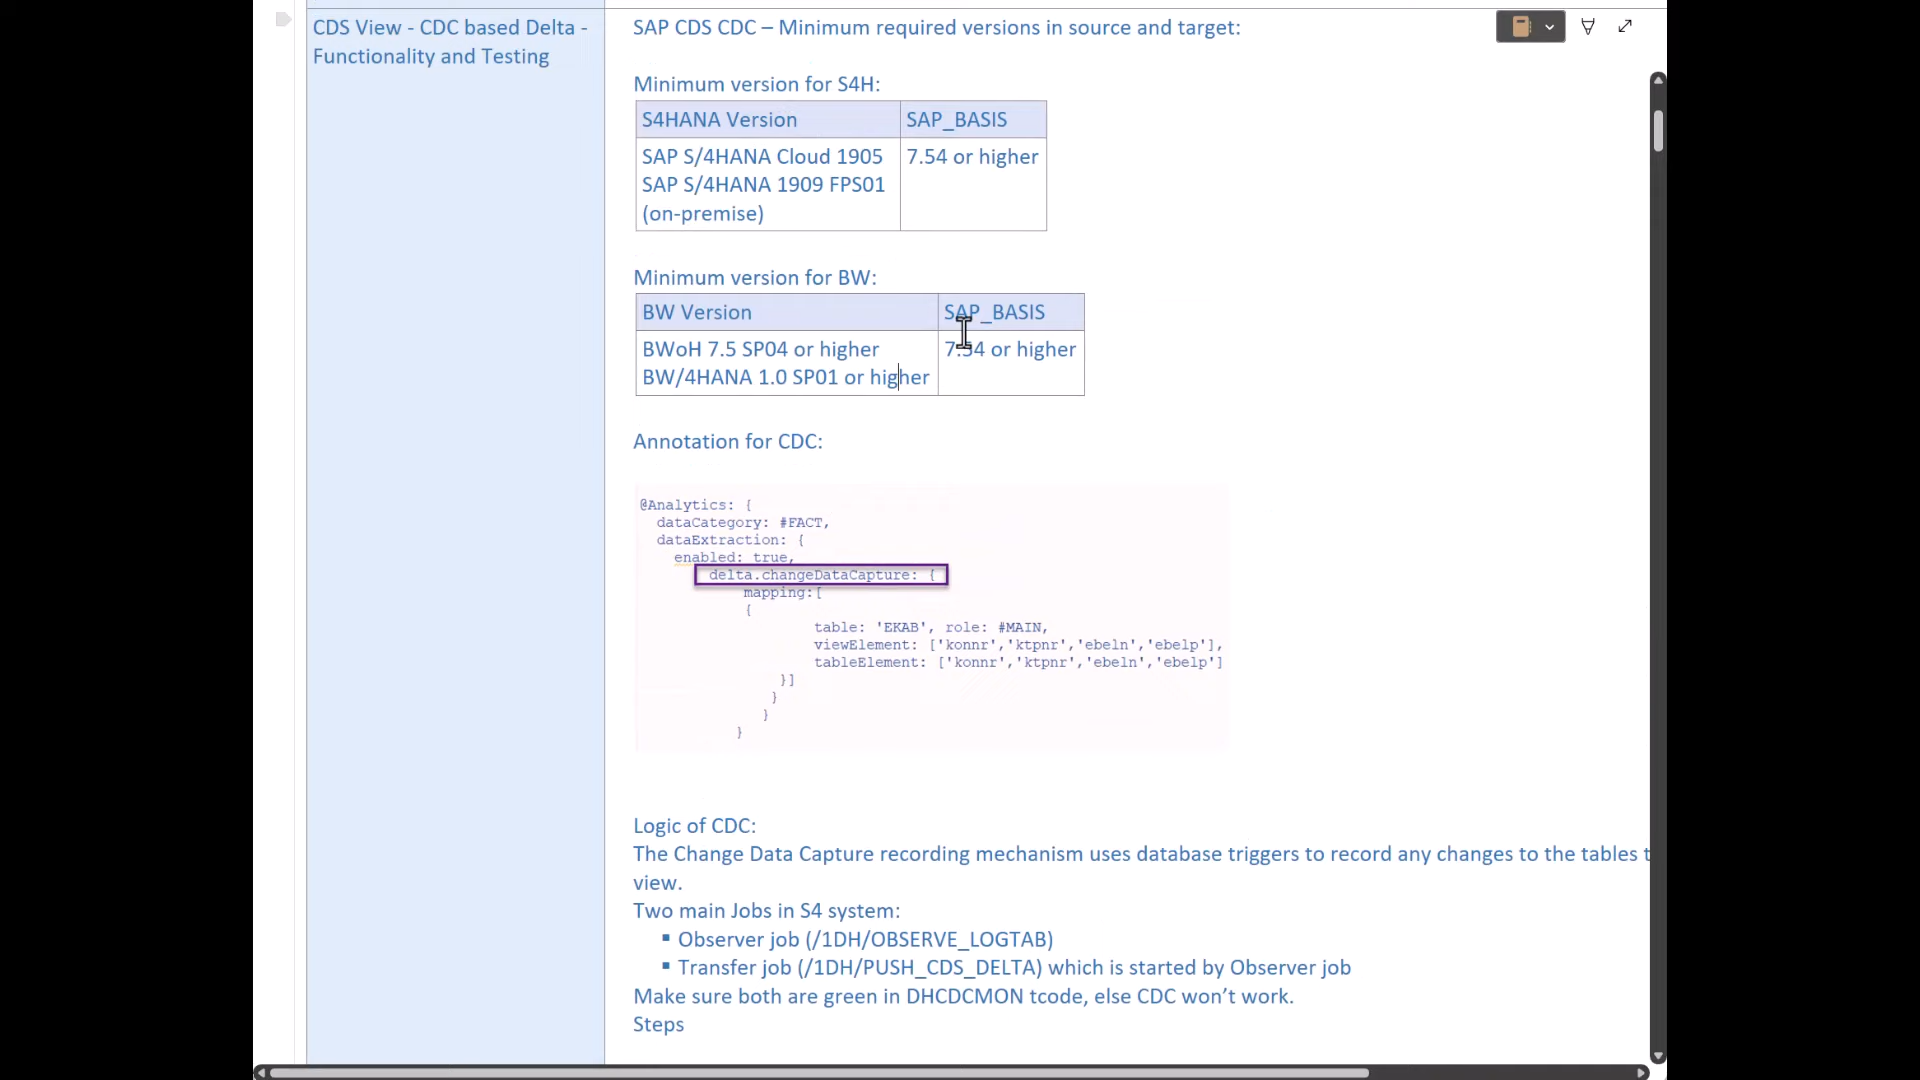 CDS View - CDC based Delta -
Functionality and Testing
SAP CDS CDC – Minimum required versions in source and target:
Minimum version for S4H:
S4HANA Version SAP_BASIS
SAP S/4HANA Cloud 1905 7.54 or higher
SAP S/4HANA 1909 FPS01
(on-premise)
Minimum version for BW:
BW Version SAP_BASIS
BWoH 7.5 SP04 or higher 7.54 or higher
BW/4HANA 1.0 SP01 or higher
Annotation for CDC:
@Analytics: {
dataCategory: #FACT,
dataExtraction: {
enabled: true,
delta.changeDataCapture: {
mapping:[
{
table: 'EKAB', role: #MAIN,
viewElement: ['konnr','ktpnr','ebeln','ebelp'],
tableElement: ['konnr','ktpnr','ebeln','ebelp']
}]
}
}
}
Logic of CDC:
The Change Data Capture recording mechanism uses database triggers to record any changes to the tables t
view.
Two main Jobs in S4 system:
▪ Observer job (/1DH/OBSERVE_LOGTAB)
▪ Transfer job (/1DH/PUSH_CDS_DELTA) which is started by Observer job
Make sure both are green in DHCDCMON tcode, else CDC won’t work.
Steps